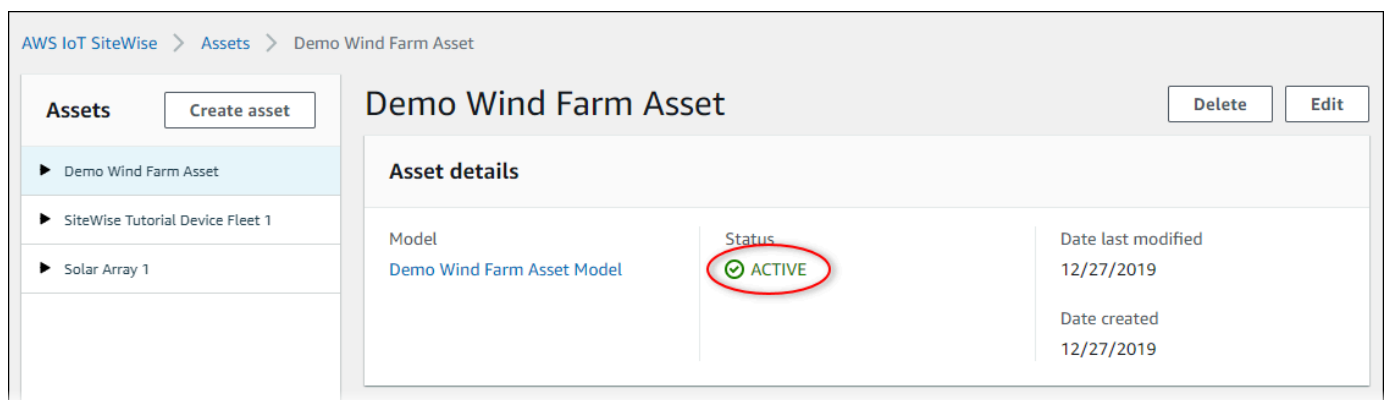 AWS IoT SiteWise > Assets > Demo Wind Farm Asset
Assets
Create asset
Demo Wind Farm Asset
SiteWise Tutorial Device Fleet 1
Solar Array 1
Demo Wind Farm Asset
Delete
Edit
Asset details
Model
Demo Wind Farm Asset Model
Status
ACTIVE
Date last modified
12/27/2019
Date created
12/27/2019